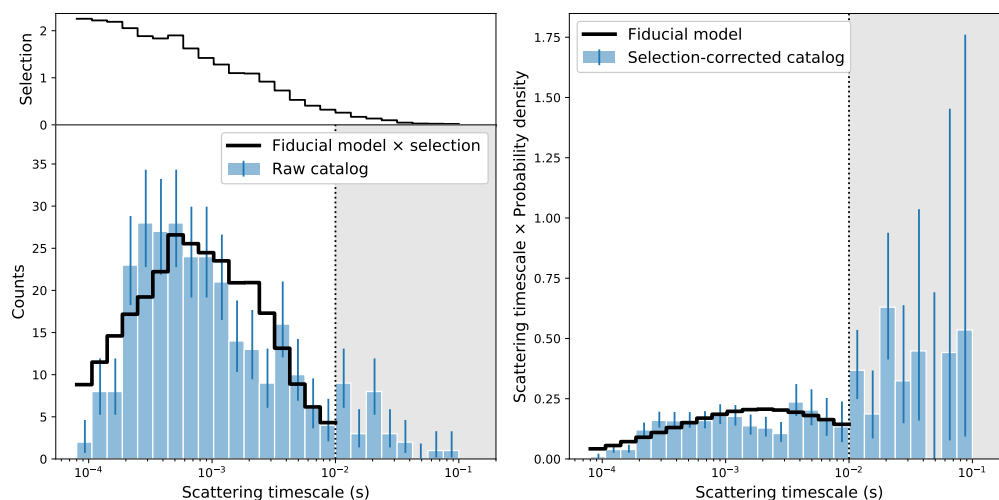 Selection
2
1
0
Fiducial model × selection
Raw catalog
Counts
35
30
25
20
15
10
5
0
10⁻⁴ 10⁻³ 10⁻² 10⁻¹
Scattering timescale (s)
Fiducial model
Selection-corrected catalog
Scattering timescale × Probability density
1.75
1.50
1.25
1.00
0.75
0.50
0.25
0.00
10⁻⁴ 10⁻³ 10⁻² 10⁻¹
Scattering timescale (s)